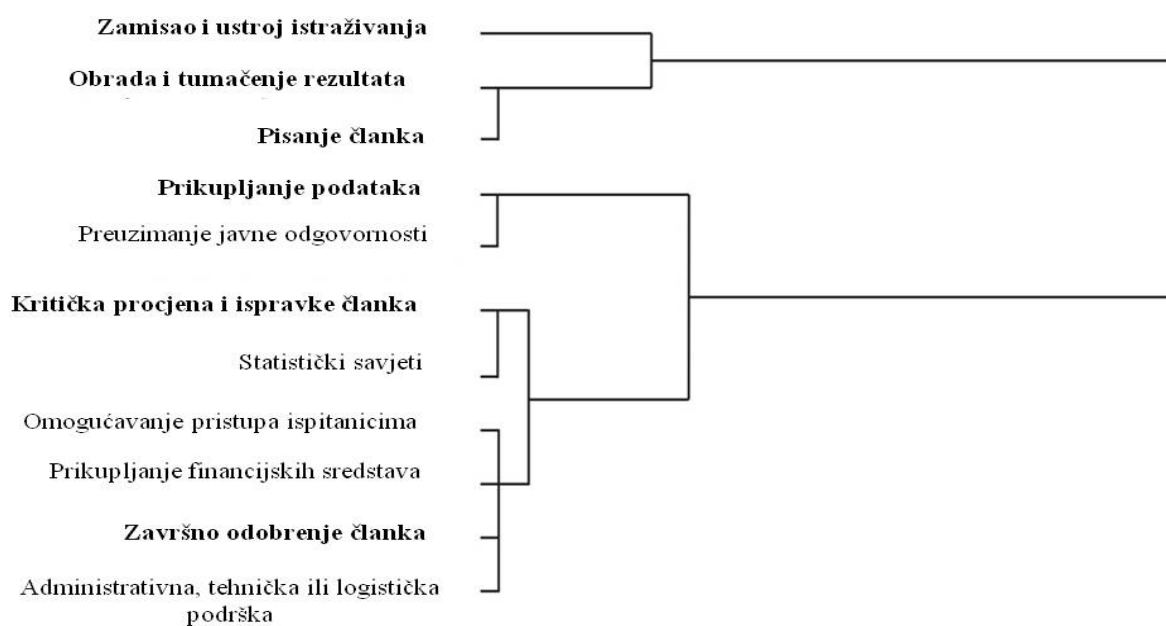 Zamisao i ustroj istraživanja
Obrada i tumačenje rezultata
Pisanje članka
Prikupljanje podataka
Preuzimanje javne odgovornosti
Kritička procjena i ispravke članka
Statistički savjeti
Omogućavanje pristupa ispitanicima
Prikupljanje financijskih sredstava
Završno odobrenje članka
Administrativna, tehnička ili logistička
podrška